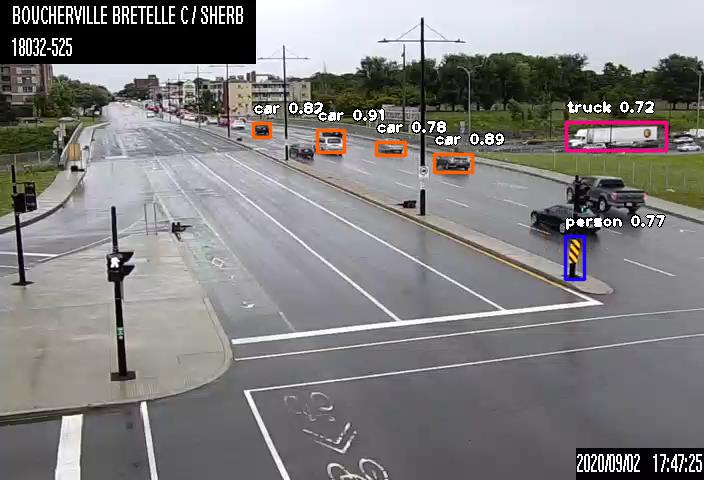 BOUCHERVILLE BRETELLE C / SHERB
18032-525
car 0.82
car 0.91
car 0.78
car 0.89
truck 0.72
person 0.77
2020/09/02 17:47:25